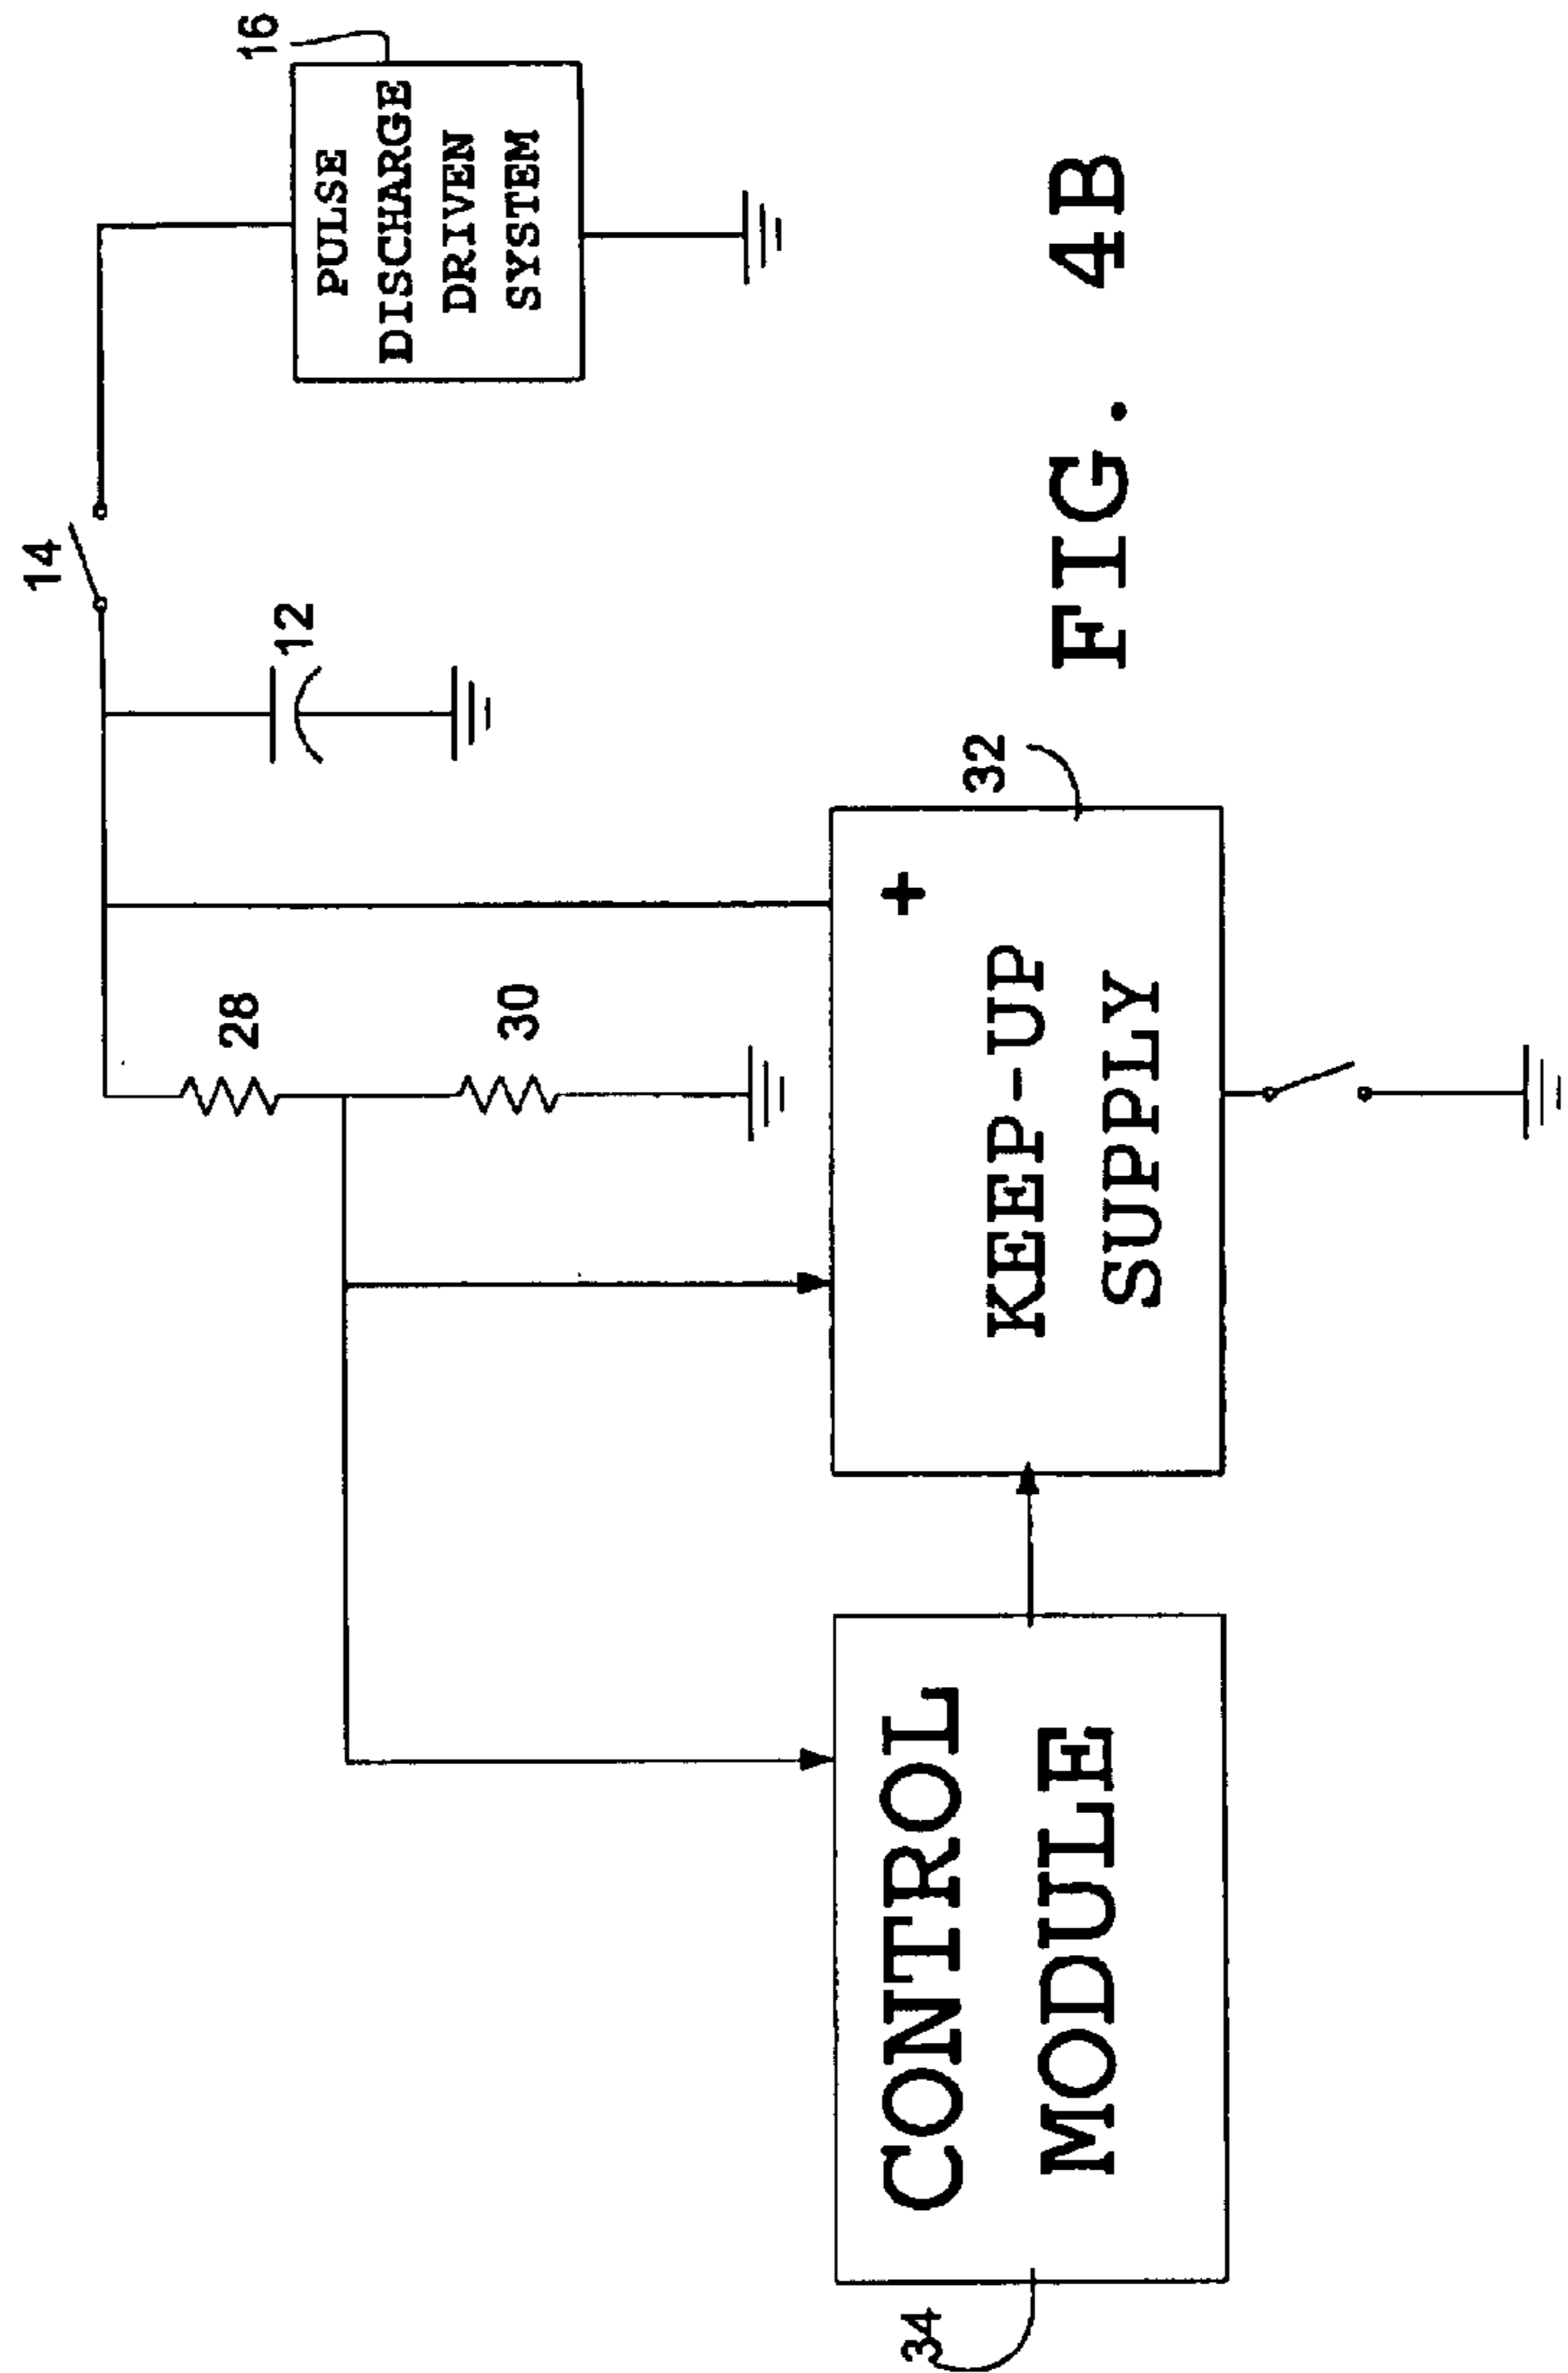 14
16
PULSE
DISCHARGE
DRIVEN
SYSTEM
12
28
30
32
+
KEEP-UP
SUPPLY
34
CONTROL
MODULE
FIG. 4B